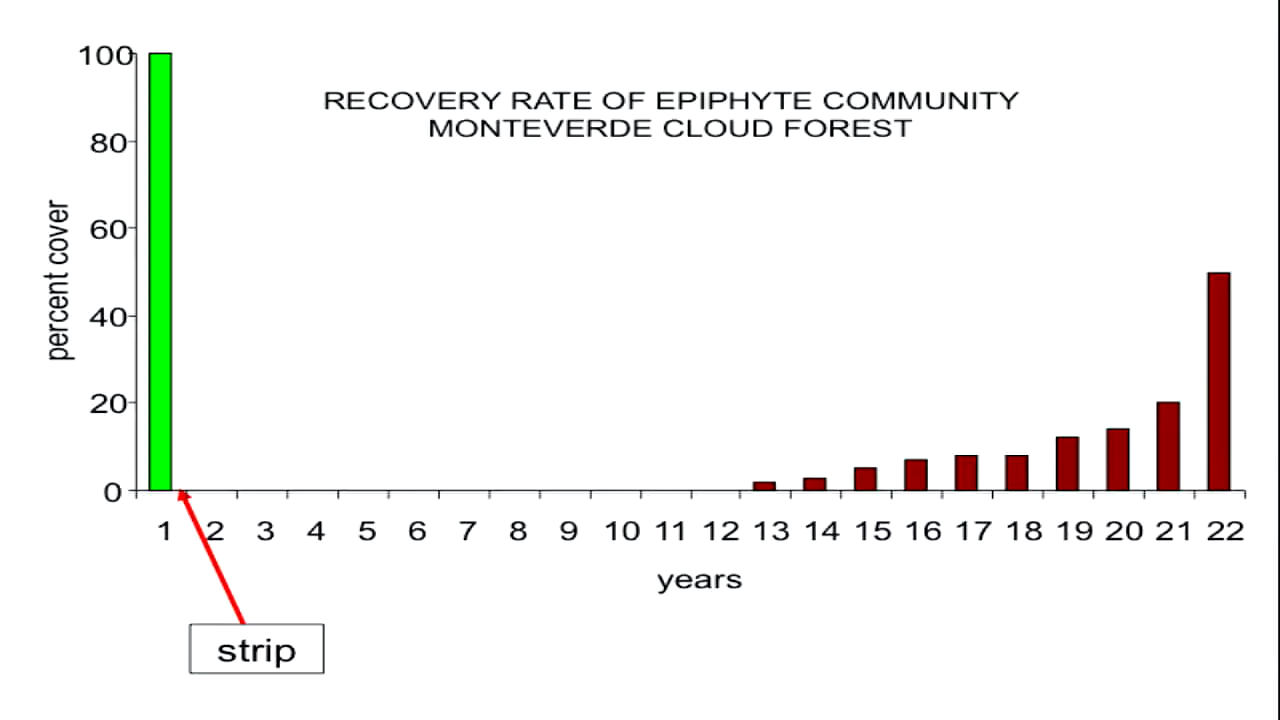 RECOVERY RATE OF EPIPHYTE COMMUNITY
MONTEVERDE CLOUD FOREST
percent cover
100
80
60
40
20
0
1 2 3 4 5 6 7 8 9 10 11 12 13 14 15 16 17 18 19 20 21 22
years
strip